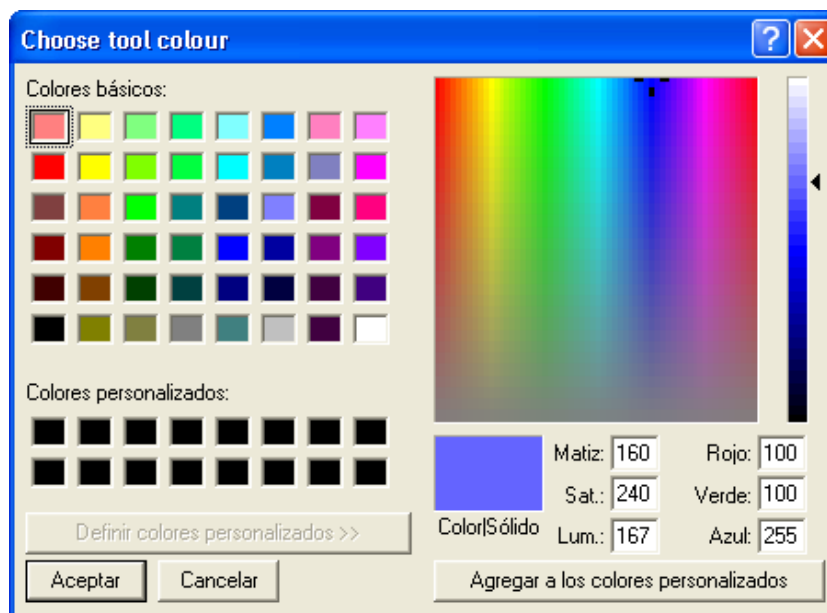 Choose tool colour
Colores básicos:
Colores personalizados:
Definir colores personalizados >>
Aceptar
Cancelar
Color|Sólido
Matiz: 160
Sat.: 240
Lum.: 167
Rojo: 100
Verde: 100
Azul: 255
Agregar a los colores personalizados